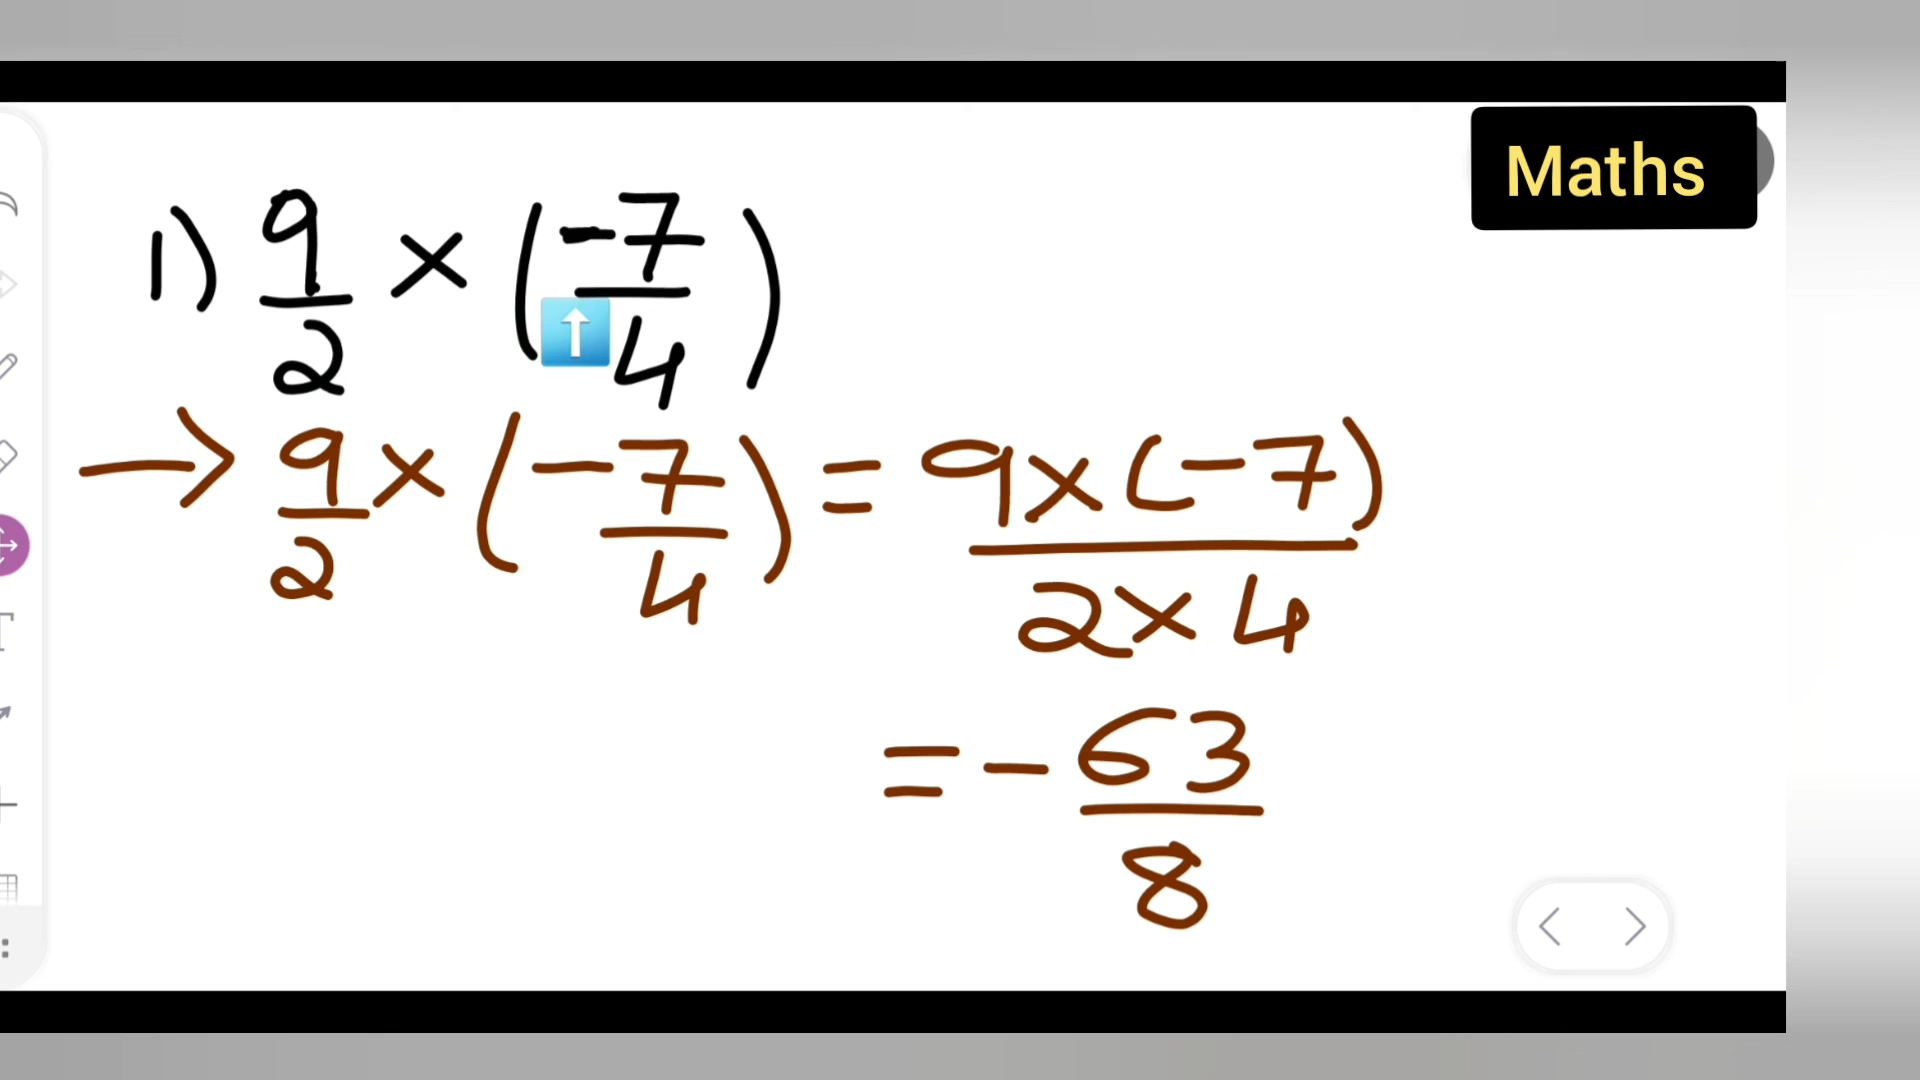 Maths
1) 9/2 × (-7/4)
→ 9/2 × (-7/4) = 9×(-7)/2×4
= -63/8